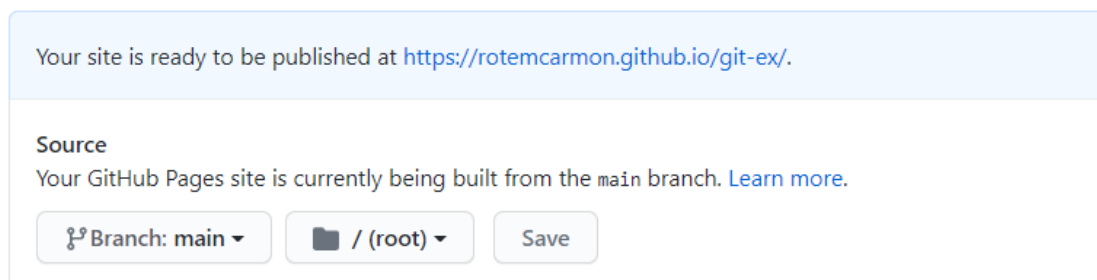 Your site is ready to be published at https://rotemcarmon.github.io/git-ex/.
Source
Your GitHub Pages site is currently being built from the main branch. Learn more.
Branch: main / (root) Save